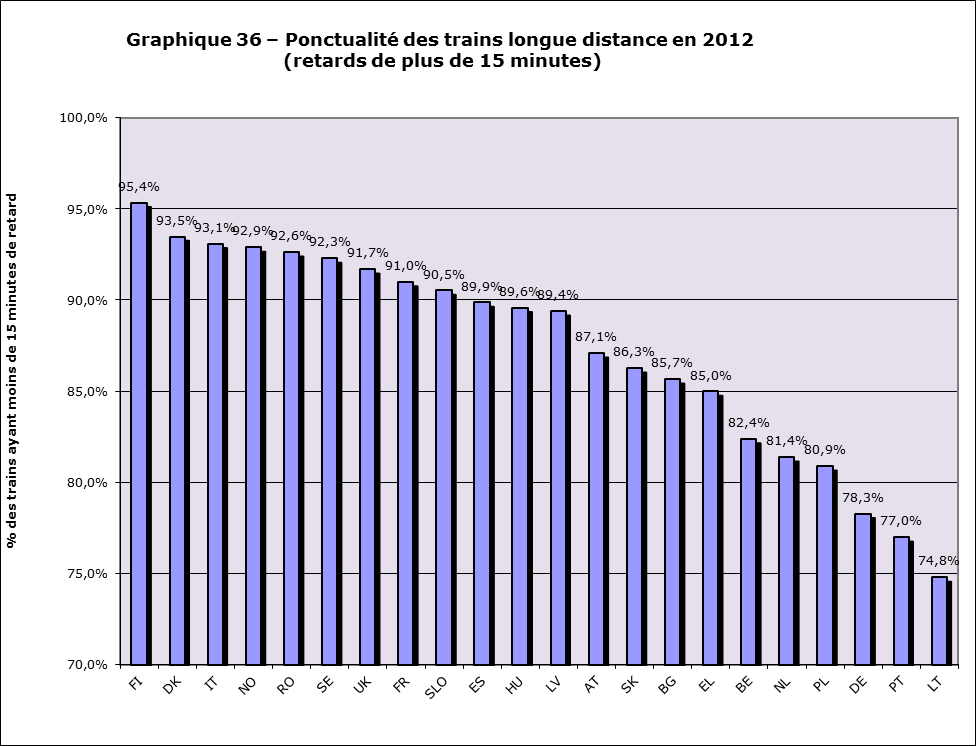 Graphique 36 – Ponctualité des trains longue distance en 2012
(retards de plus de 15 minutes)
% des trains ayant moins de 15 minutes de retard
100,0%
95,0%
90,0%
85,0%
80,0%
75,0%
70,0%
95,4%
93,5%
93,1%
92,9%
92,6%
92,3%
91,7%
91,0%
90,5%
89,9%
89,6%
89,4%
87,1%
86,3%
85,7%
85,0%
82,4%
81,4%
80,9%
78,3%
77,0%
74,8%
FI
DK
IT
NO
RO
SE
UK
FR
SLO
ES
HU
LV
AT
SK
BG
EL
BE
NL
PL
DE
PT
LT